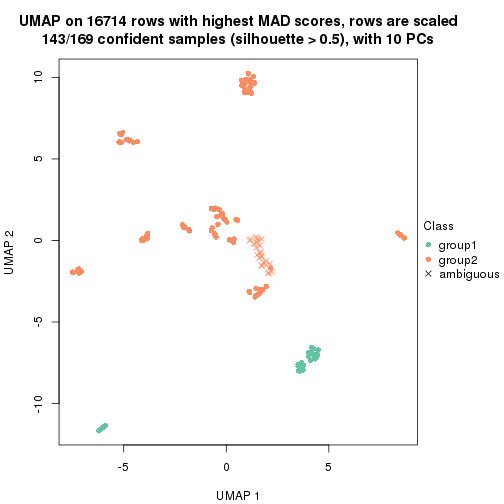 UMAP on 16714 rows with highest MAD scores, rows are scaled
143/169 confident samples (silhouette > 0.5), with 10 PCs
10
5
0
-5
-10
UMAP 2
-5
0
5
UMAP 1
Class
group1
group2
ambiguous